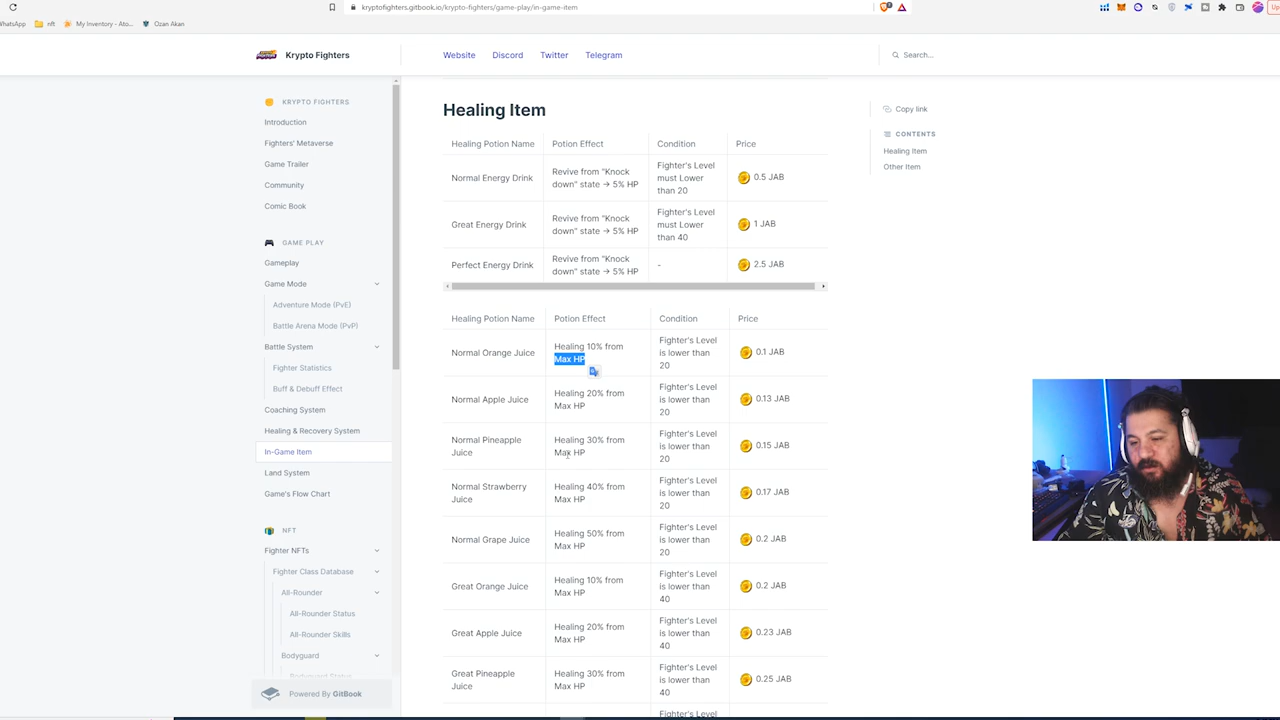 WhatsApp
nft
My Inventory - Ato...
Ozan Akan
kryptofighters.gitbook.io/krypto-fighters/game-play/in-game-item
Krypto Fighters
Website
Discord
Twitter
Telegram
Search...
KRYPTO FIGHTERS
Introduction
Fighters' Metaverse
Game Trailer
Community
Comic Book
GAME PLAY
Gameplay
Game Mode
Adventure Mode (PvE)
Battle Arena Mode (PvP)
Battle System
Fighter Statistics
Buff & Debuff Effect
Coaching System
Healing & Recovery System
In-Game Item
Land System
Game's Flow Chart
NFT
Fighter NFTs
Fighter Class Database
All-Rounder
All-Rounder Status
All-Rounder Skills
Bodyguard
Bodyguard Status
Powered By GitBook
Healing Item
Healing Potion Name
Potion Effect
Condition
Price
Normal Energy Drink
Revive from "Knock
down" state → 5% HP
Fighter's Level
must Lower
than 20
0.5 JAB
Great Energy Drink
Revive from "Knock
down" state → 5% HP
Fighter's Level
must Lower
than 40
1 JAB
Perfect Energy Drink
Revive from "Knock
down" state → 5% HP
-
2.5 JAB
Healing Potion Name
Potion Effect
Condition
Price
Normal Orange Juice
Healing 10% from
Max HP
Fighter's Level
is lower than
20
0.1 JAB
Normal Apple Juice
Healing 20% from
Max HP
Fighter's Level
is lower than
20
0.13 JAB
Normal Pineapple
Juice
Healing 30% from
Max HP
Fighter's Level
is lower than
20
0.15 JAB
Normal Strawberry
Juice
Healing 40% from
Max HP
Fighter's Level
is lower than
20
0.17 JAB
Normal Grape Juice
Healing 50% from
Max HP
Fighter's Level
is lower than
20
0.2 JAB
Great Orange Juice
Healing 10% from
Max HP
Fighter's Level
is lower than
40
0.2 JAB
Great Apple Juice
Healing 20% from
Max HP
Fighter's Level
is lower than
40
0.23 JAB
Great Pineapple
Juice
Healing 30% from
Max HP
Fighter's Level
is lower than
40
0.25 JAB
Fighter's Level
Copy link
CONTENTS
Healing Item
Other Item